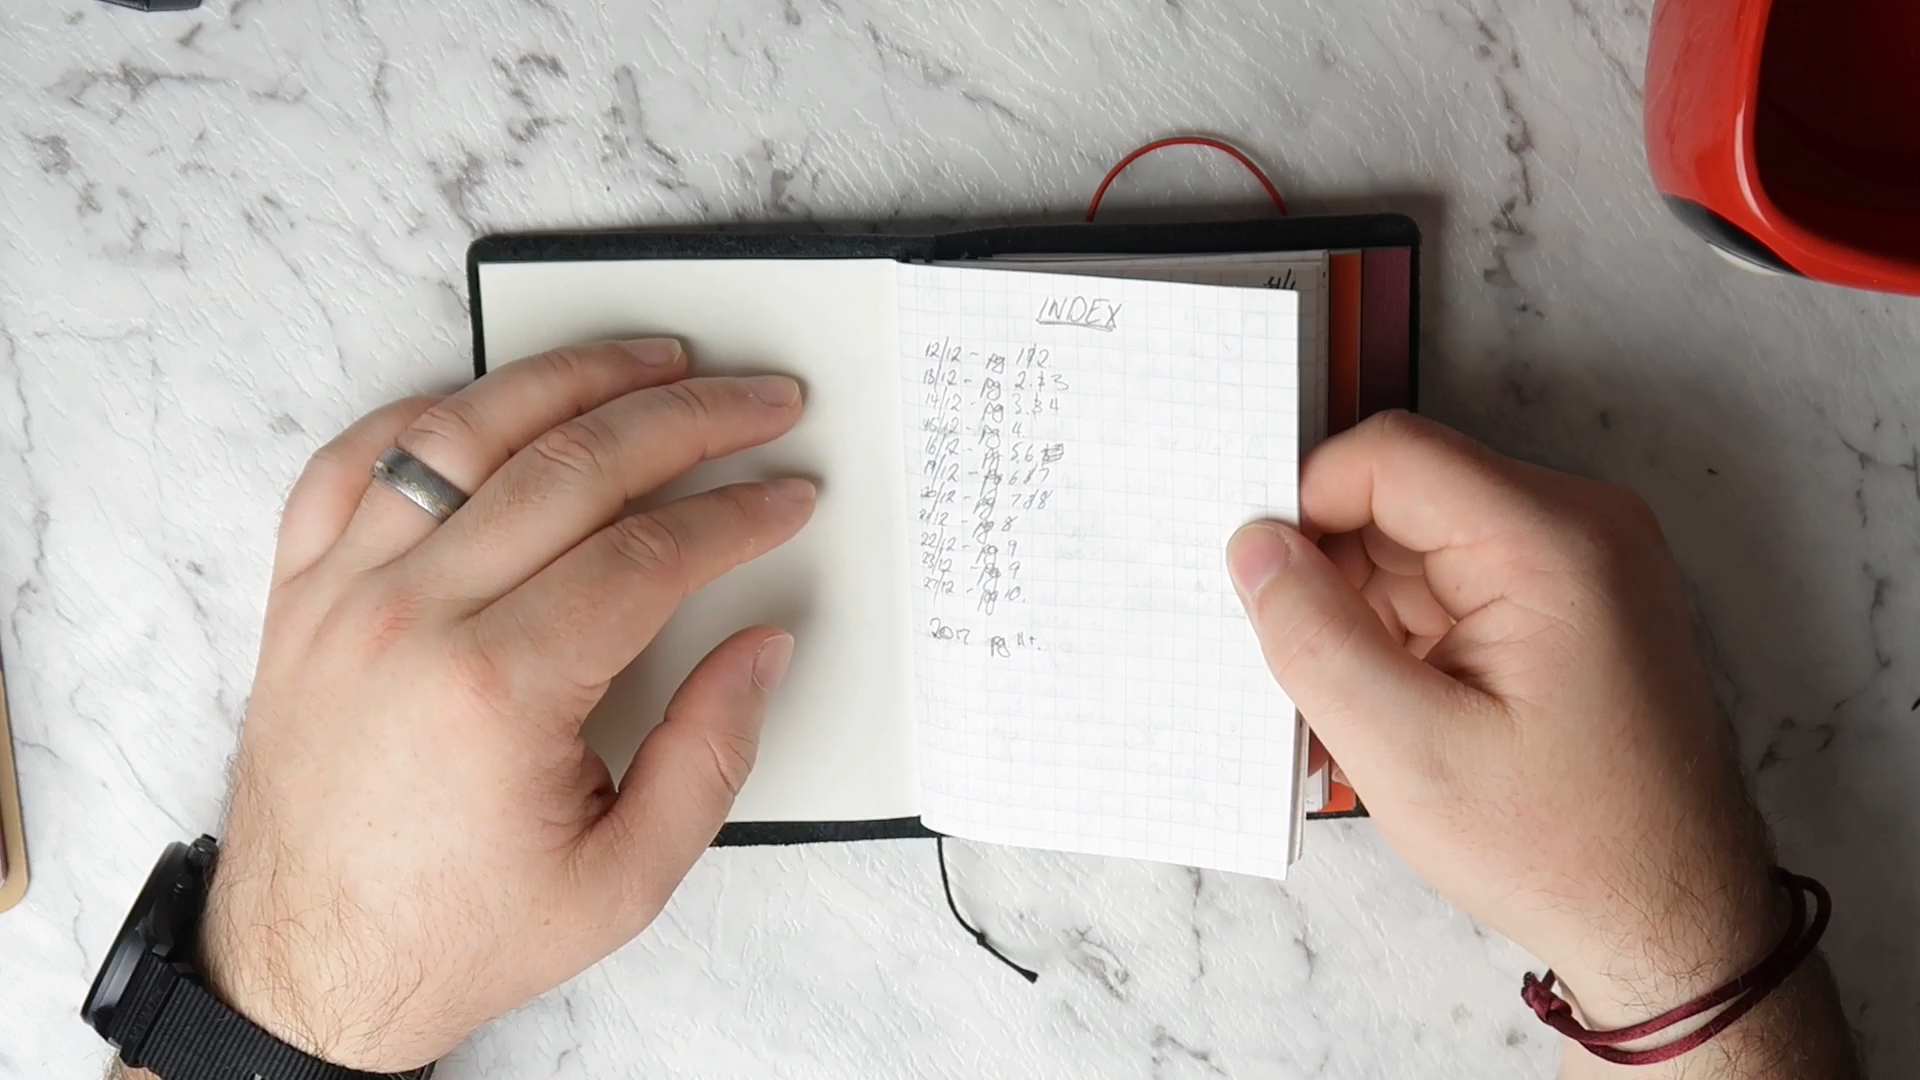 INDEX
12/12 - pg 1 & 2.
13/12 - pg 2. & 3
14/12 - pg 3. & 4
15/12 - pg 4.
16/12 - pg 5.6
19/12 - pg 6 & 7
20/12 - pg 7 & 8
21/12 - pg 8
22/12 - pg 9
23/12 - pg 9
27/12 - pg 10.
2017 pg 11+.